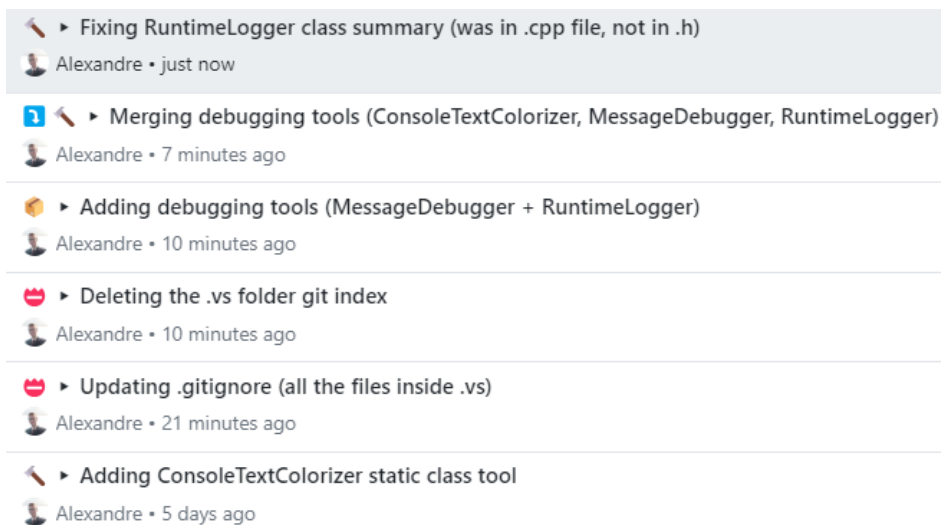 🔨 ▸ Fixing RuntimeLogger class summary (was in .cpp file, not in .h)
Alexandre • just now
⤵️ 🔨 ▸ Merging debugging tools (ConsoleTextColorizer, MessageDebugger, RuntimeLogger)
Alexandre • 7 minutes ago
📦 ▸ Adding debugging tools (MessageDebugger + RuntimeLogger)
Alexandre • 10 minutes ago
📛 ▸ Deleting the .vs folder git index
Alexandre • 10 minutes ago
📛 ▸ Updating .gitignore (all the files inside .vs)
Alexandre • 21 minutes ago
🔨 ▸ Adding ConsoleTextColorizer static class tool
Alexandre • 5 days ago